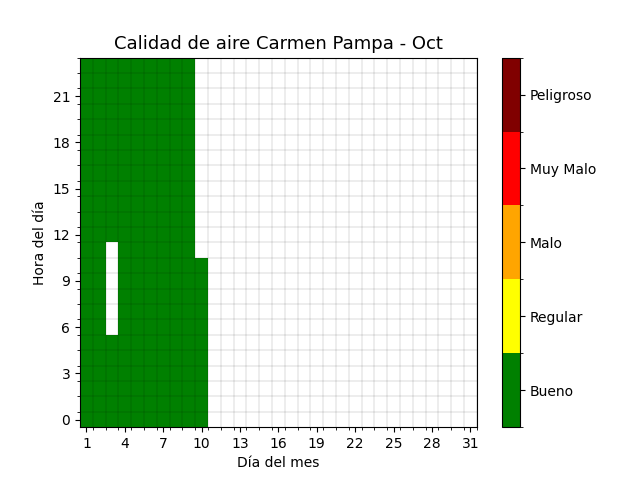 Calidad de aire Carmen Pampa - Oct
21
18
15
12
9
6
3
0
Hora del día
1 4 7 10 13 16 19 22 25 28 31
Día del mes
Peligroso
Muy Malo
Malo
Regular
Bueno